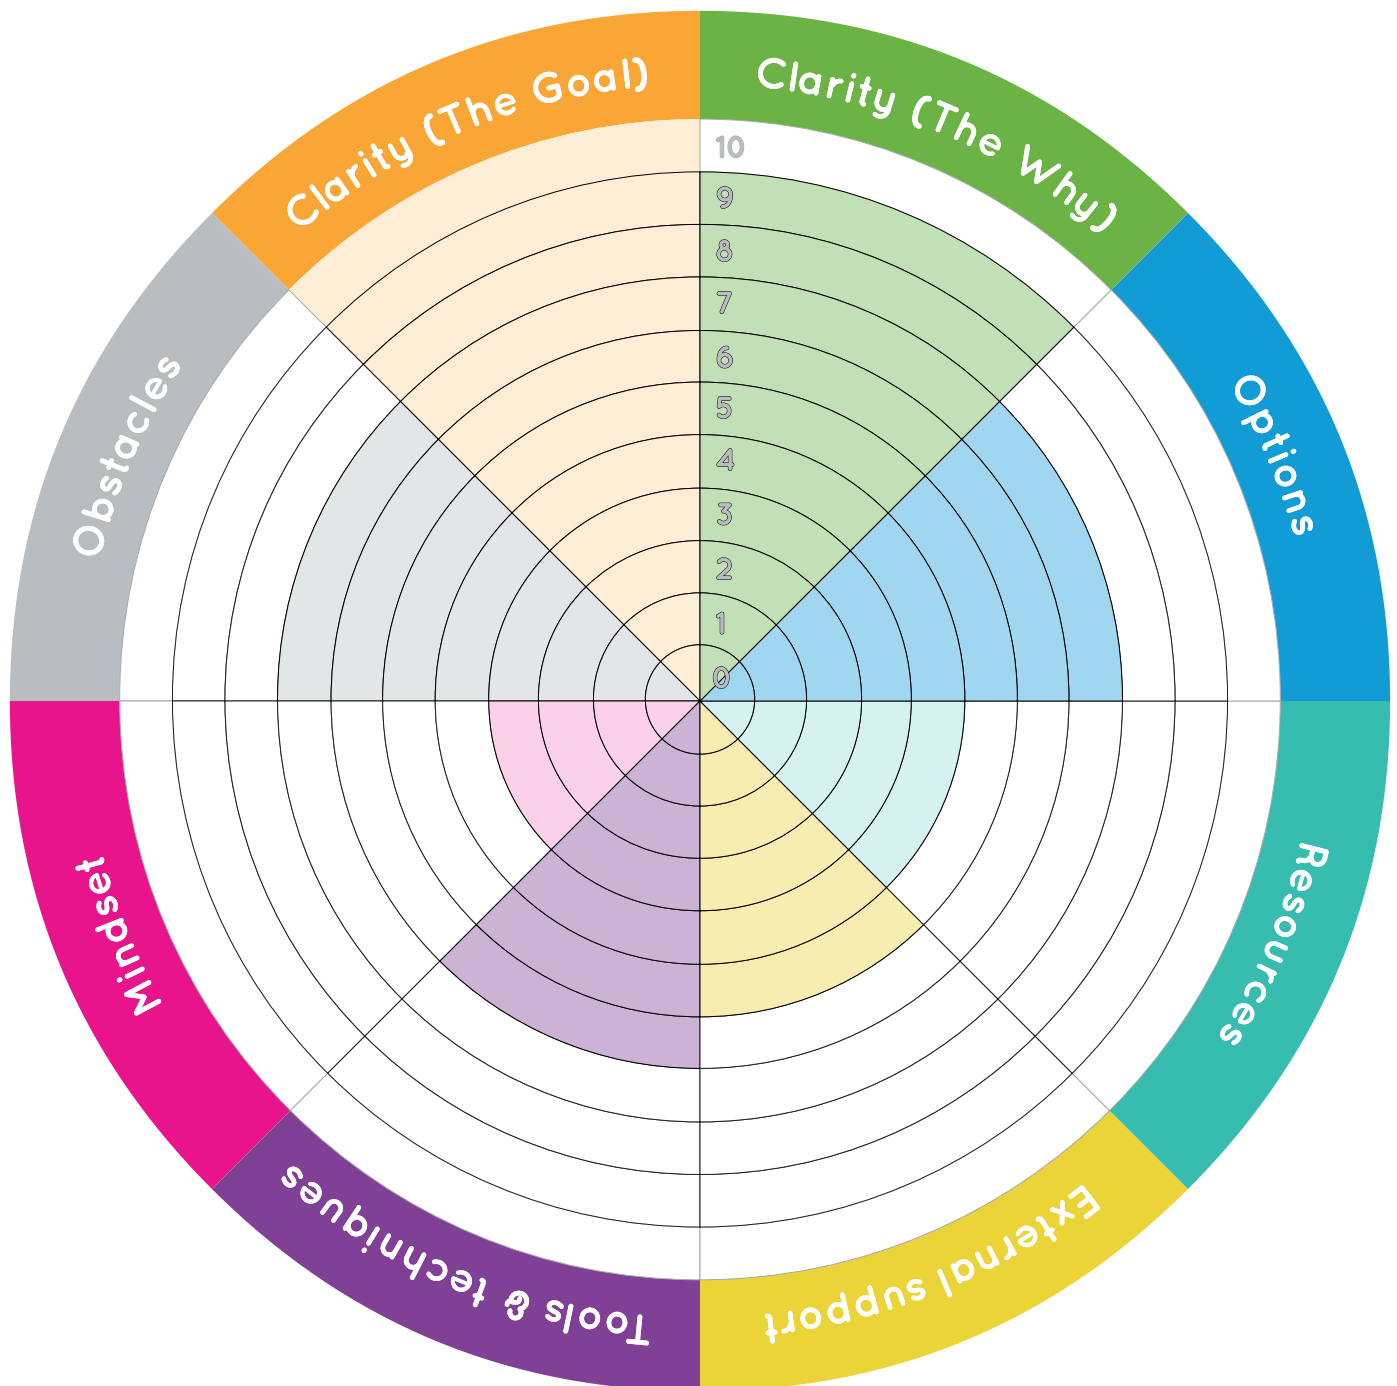 Clarity (The Goal)
Clarity (The Why)
Options
Resources
External support
Tools & techniques
Mindset
Obstacles
10
9
8
7
6
5
4
3
2
1
0